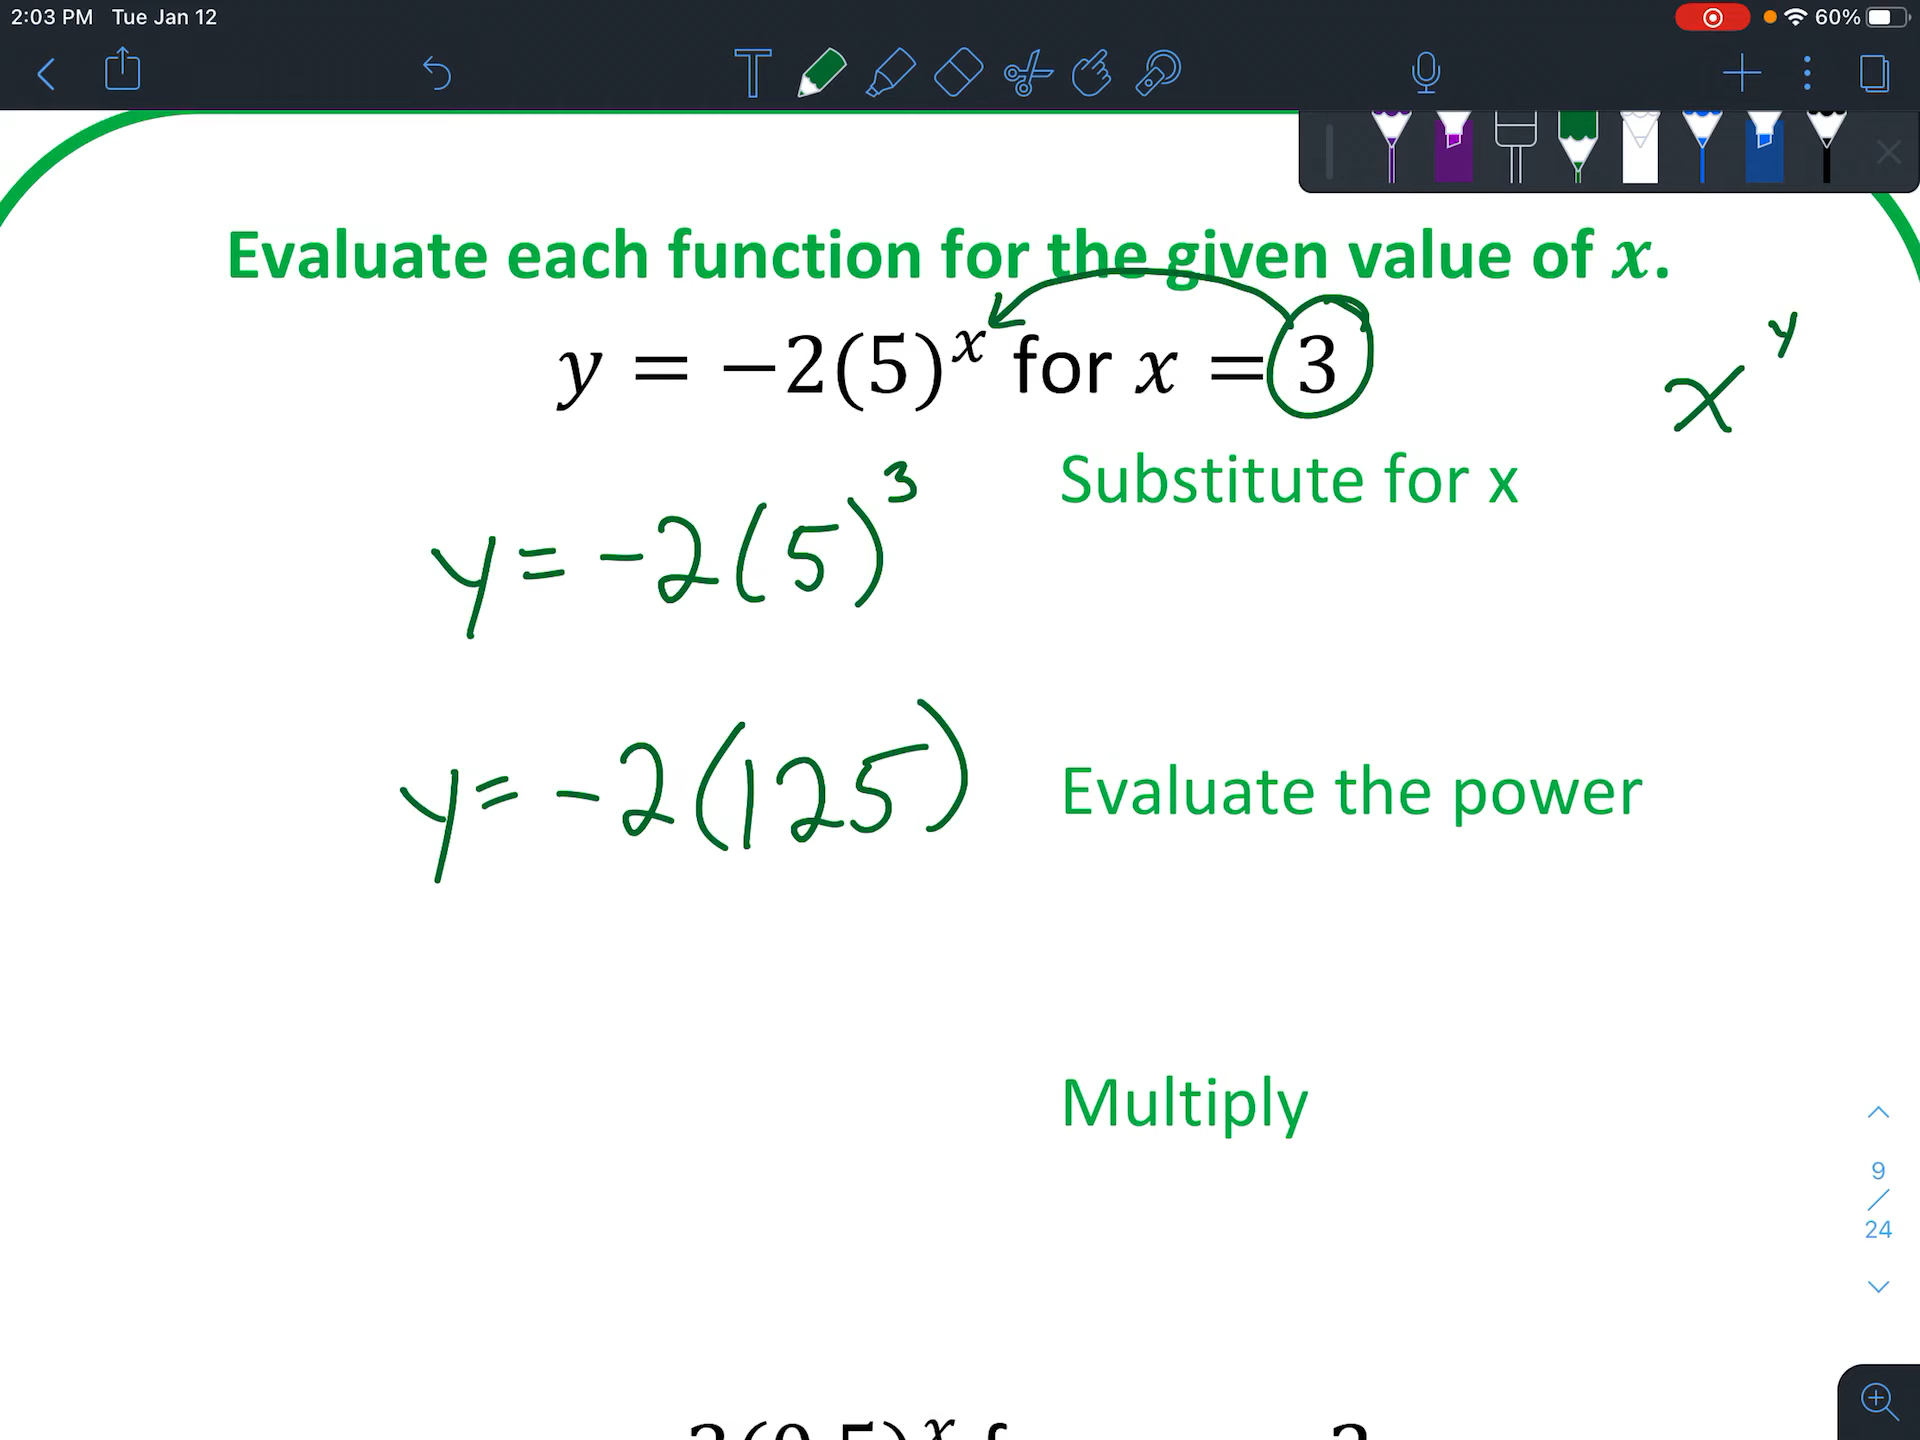 2:03 PM Tue Jan 12
60%
T
Evaluate each function for the given value of x.
y = −2(5)^x for x = 3
x^y
y = -2(5)^3
Substitute for x
y = -2(125)
Evaluate the power
Multiply
9
/
24